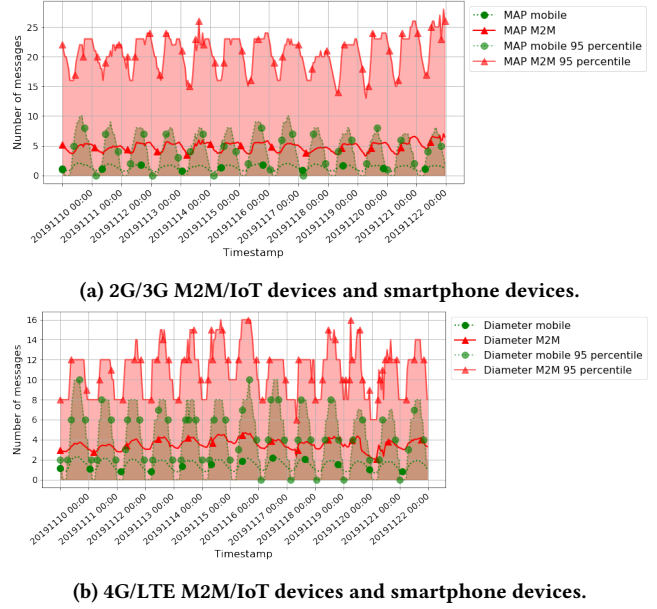 25
20
15
10
5
0
Number of messages
20191110 00:00
20191111 00:00
20191112 00:00
20191113 00:00
20191114 00:00
20191115 00:00
20191116 00:00
20191117 00:00
20191118 00:00
20191119 00:00
20191120 00:00
20191121 00:00
20191122 00:00
Timestamp
MAP mobile
MAP M2M
MAP mobile 95 percentile
MAP M2M 95 percentile
(a) 2G/3G M2M/IoT devices and smartphone devices.
16
14
12
10
8
6
4
2
0
Number of messages
20191110 00:00
20191111 00:00
20191112 00:00
20191113 00:00
20191114 00:00
20191115 00:00
20191116 00:00
20191117 00:00
20191118 00:00
20191119 00:00
20191120 00:00
20191121 00:00
20191122 00:00
Timestamp
Diameter mobile
Diameter M2M
Diameter mobile 95 percentile
Diameter M2M 95 percentile
(b) 4G/LTE M2M/IoT devices and smartphone devices.